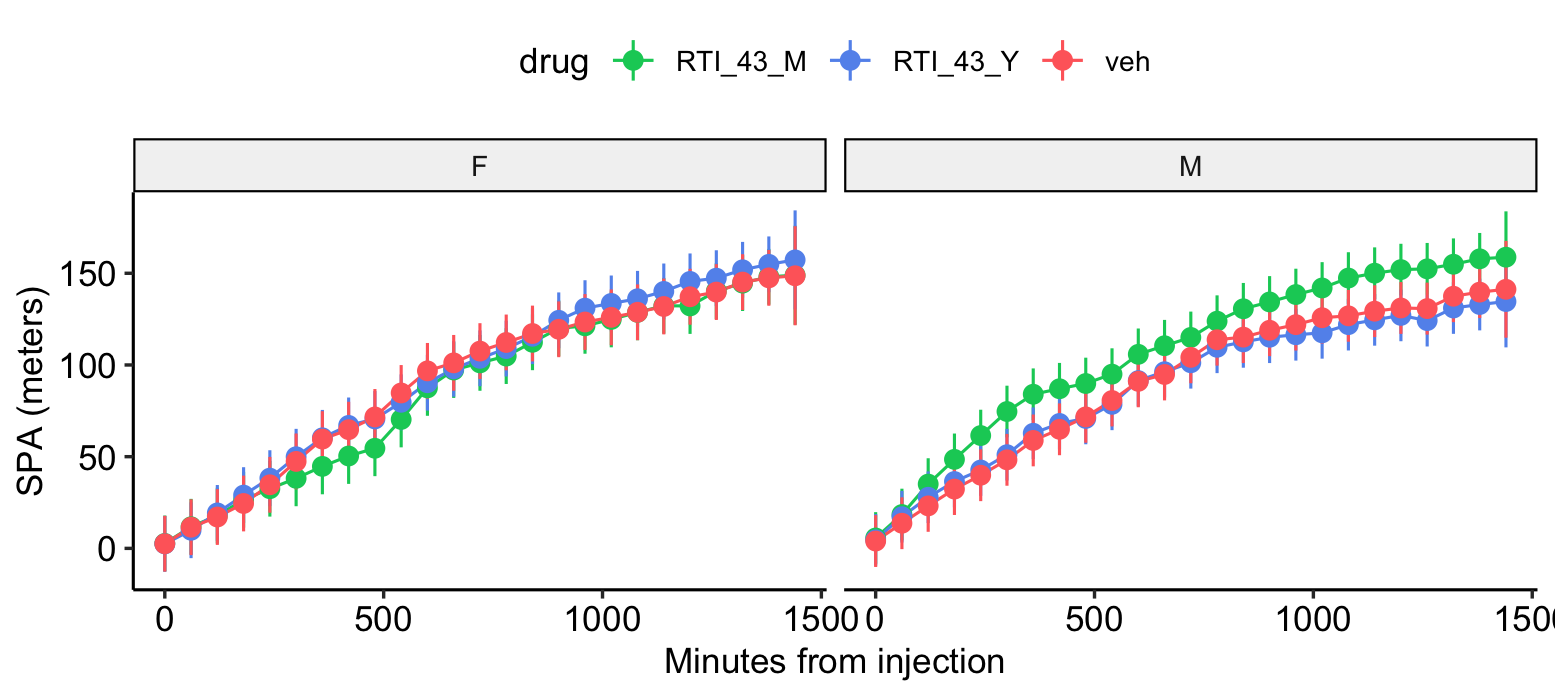 drug RTI_43_M RTI_43_Y veh
F M
SPA (meters)
150
100
50
0
0 500 1000 1500 0 500 1000 150
Minutes from injection